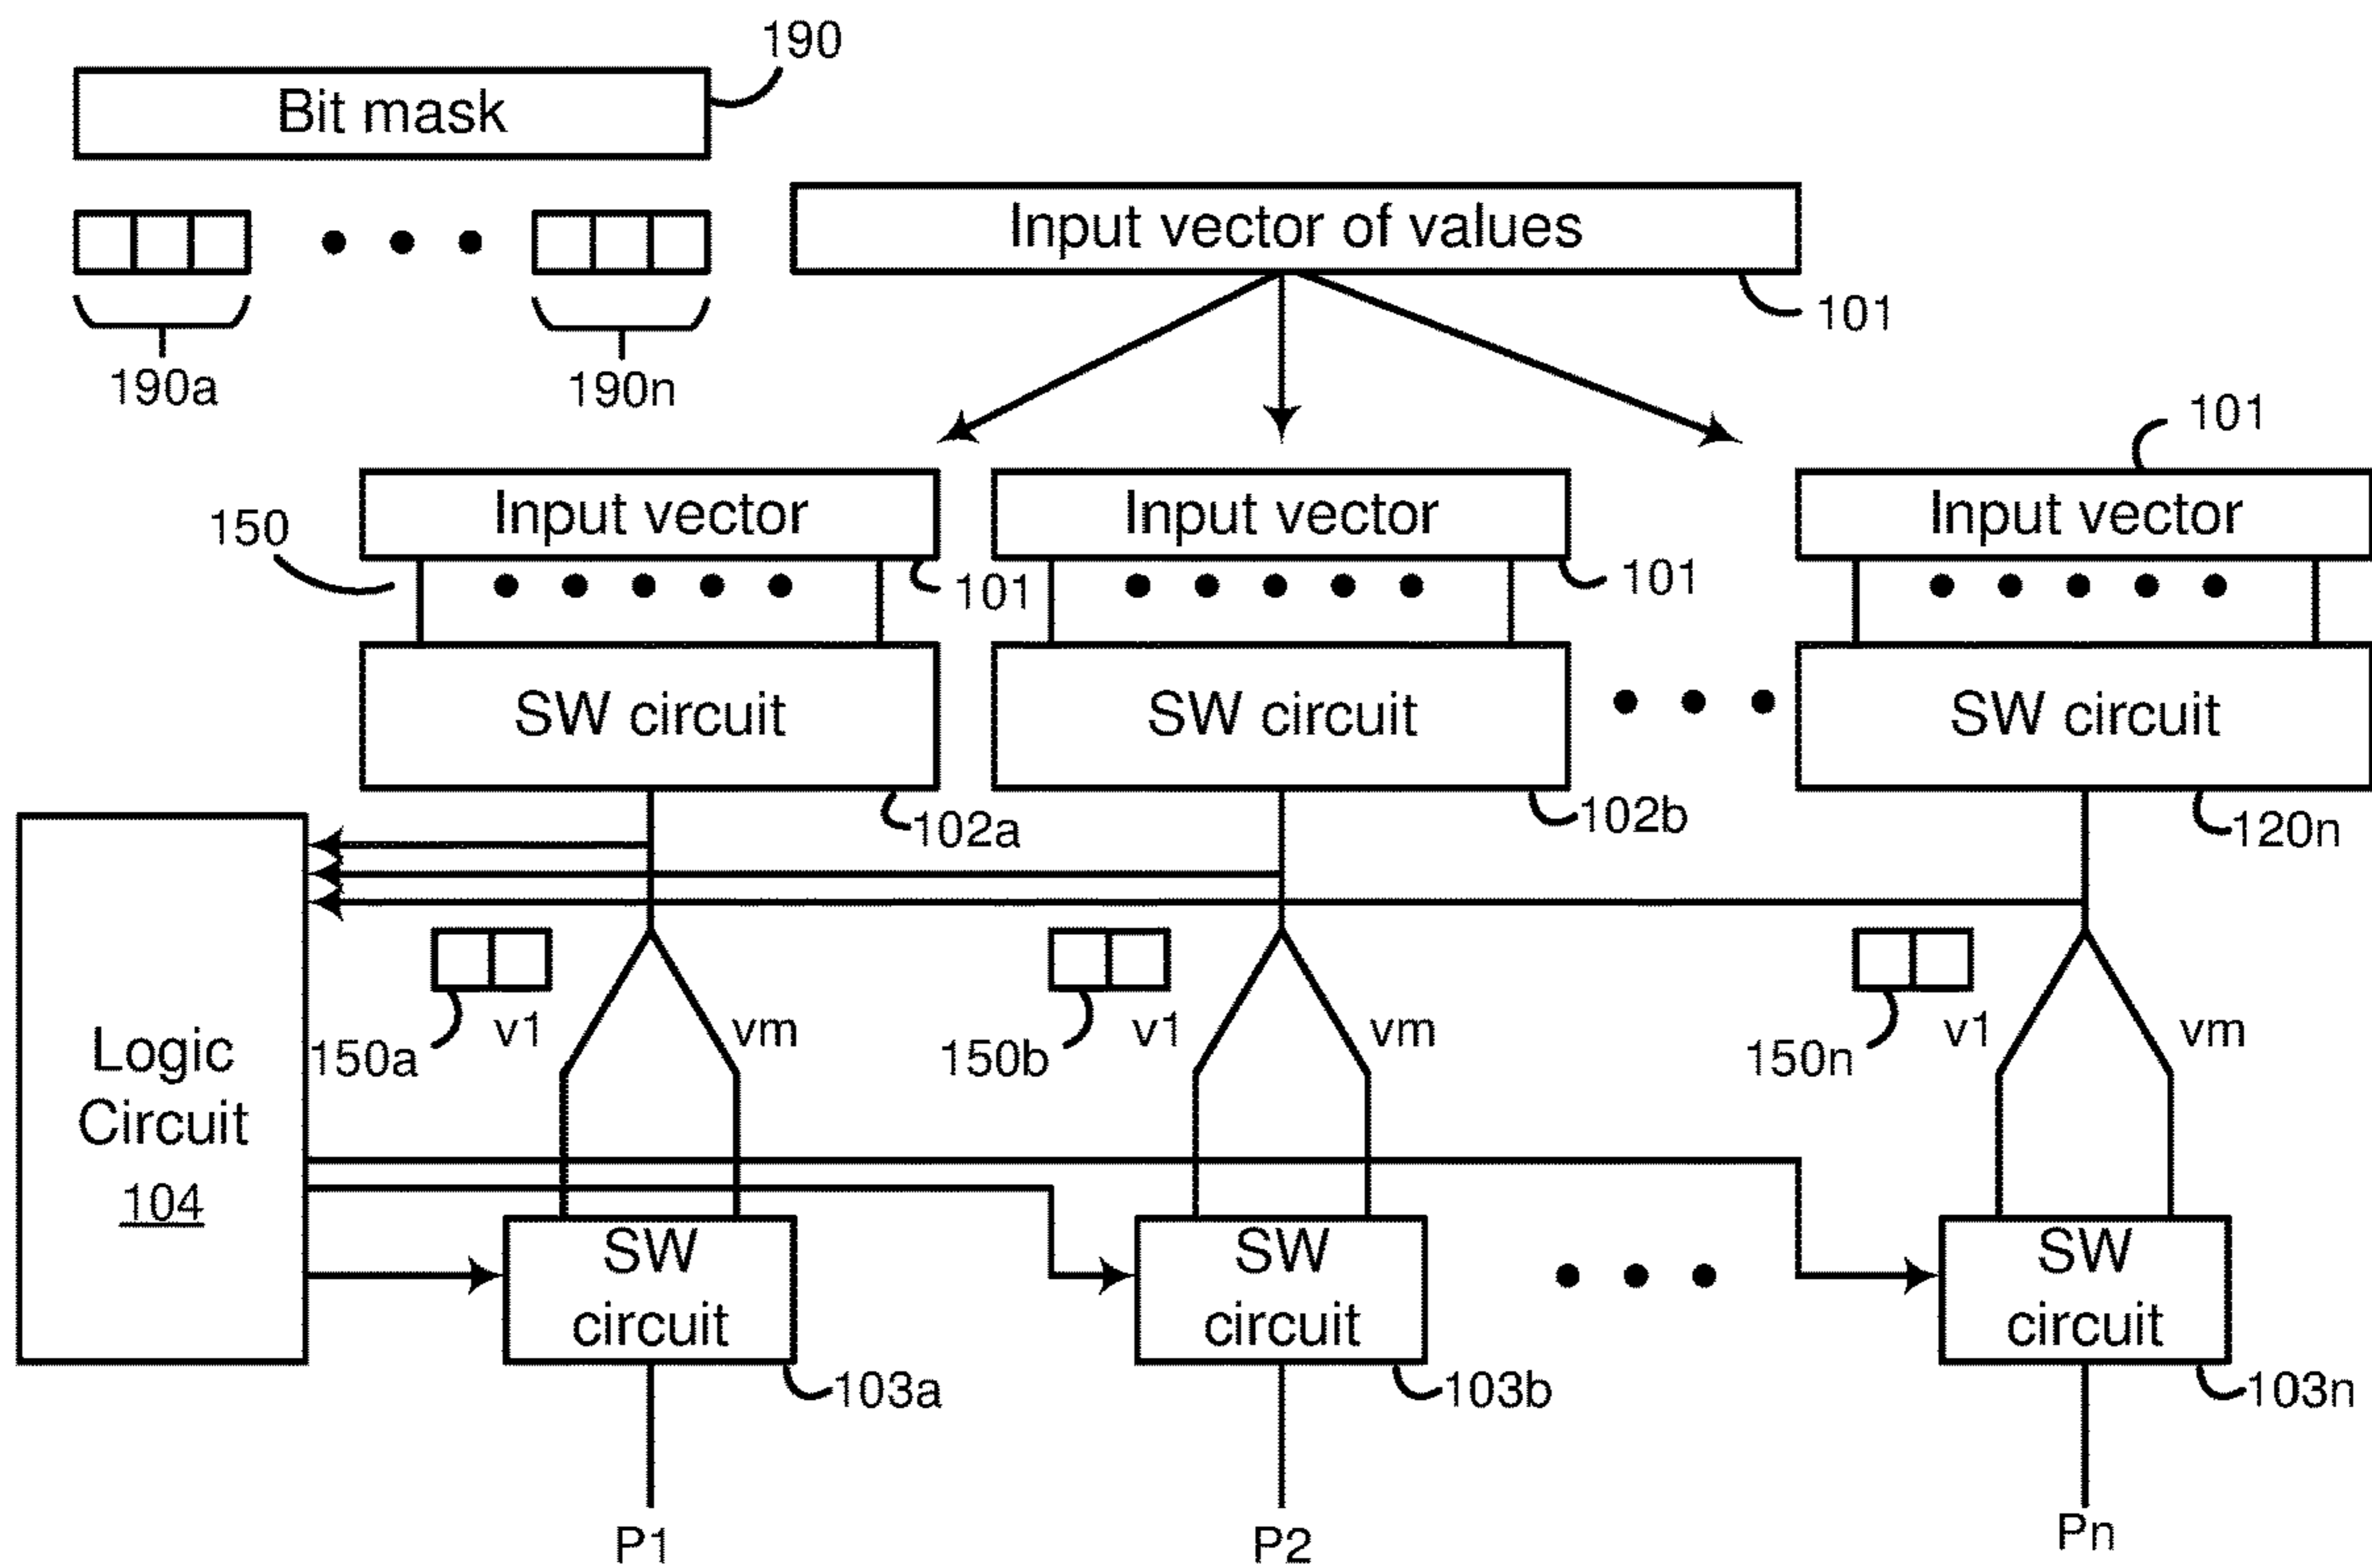 190
Bit mask
Input vector of values
101
190a
190n
101
Input vector
Input vector
Input vector
150
101
101
SW circuit
SW circuit
SW circuit
102a
102b
120n
150a
v1
vm
150b
v1
vm
150n
v1
vm
Logic
Circuit
104
SW
circuit
SW
circuit
SW
circuit
103a
103b
103n
P1
P2
Pn